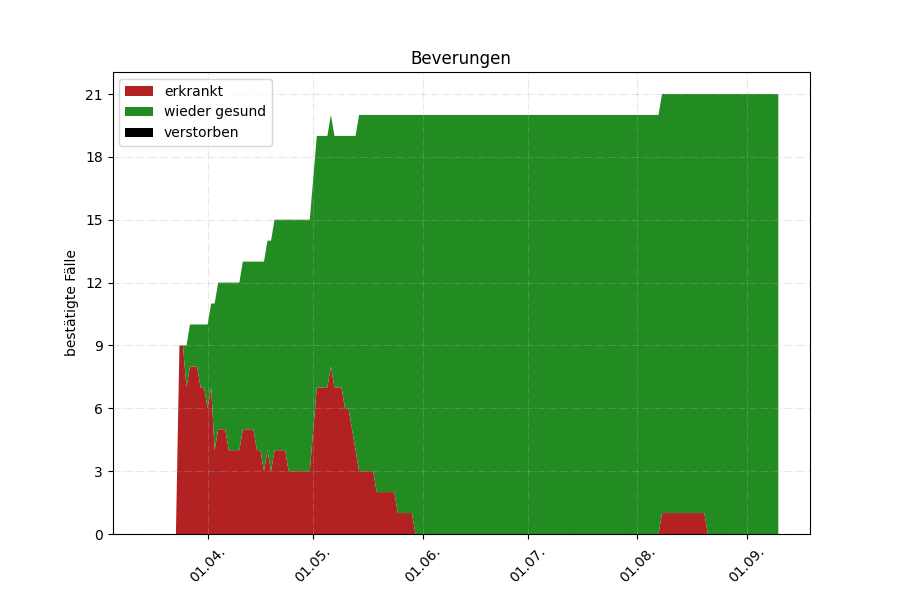 Beverungen
erkrankt
wieder gesund
verstorben
bestätigte Fälle
21
18
15
12
9
6
3
0
01.04.
01.05.
01.06.
01.07.
01.08.
01.09.